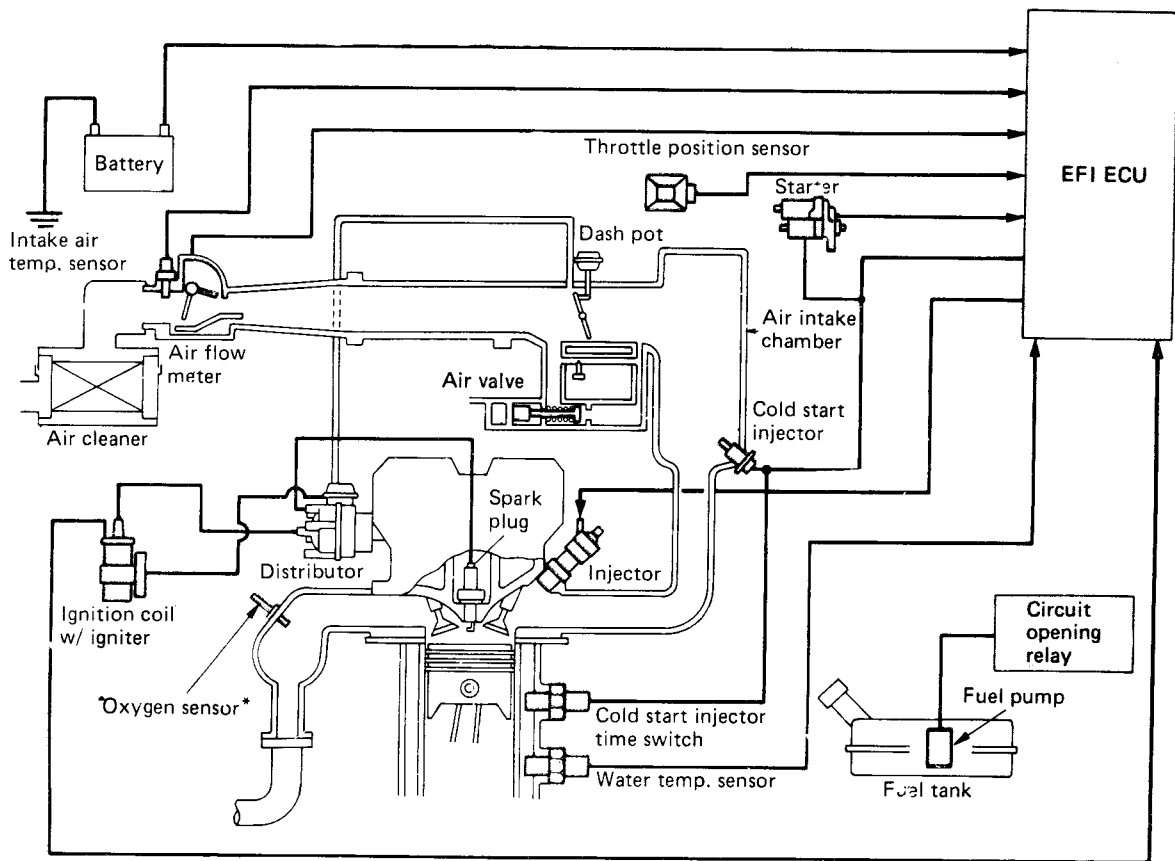 EFI ECU
Throttle position sensor
Battery
Starter
Intake air
temp. sensor
Dash pot
Air intake
chamber
Air flow
meter
Air valve
Cold start
injector
Air cleaner
Spark
plug
Distributor
Injector
Ignition coil
w/ igniter
Circuit
opening
relay
"Oxygen sensor*
Cold start injector
time switch
Fuel pump
Water temp. sensor
Fuel tank